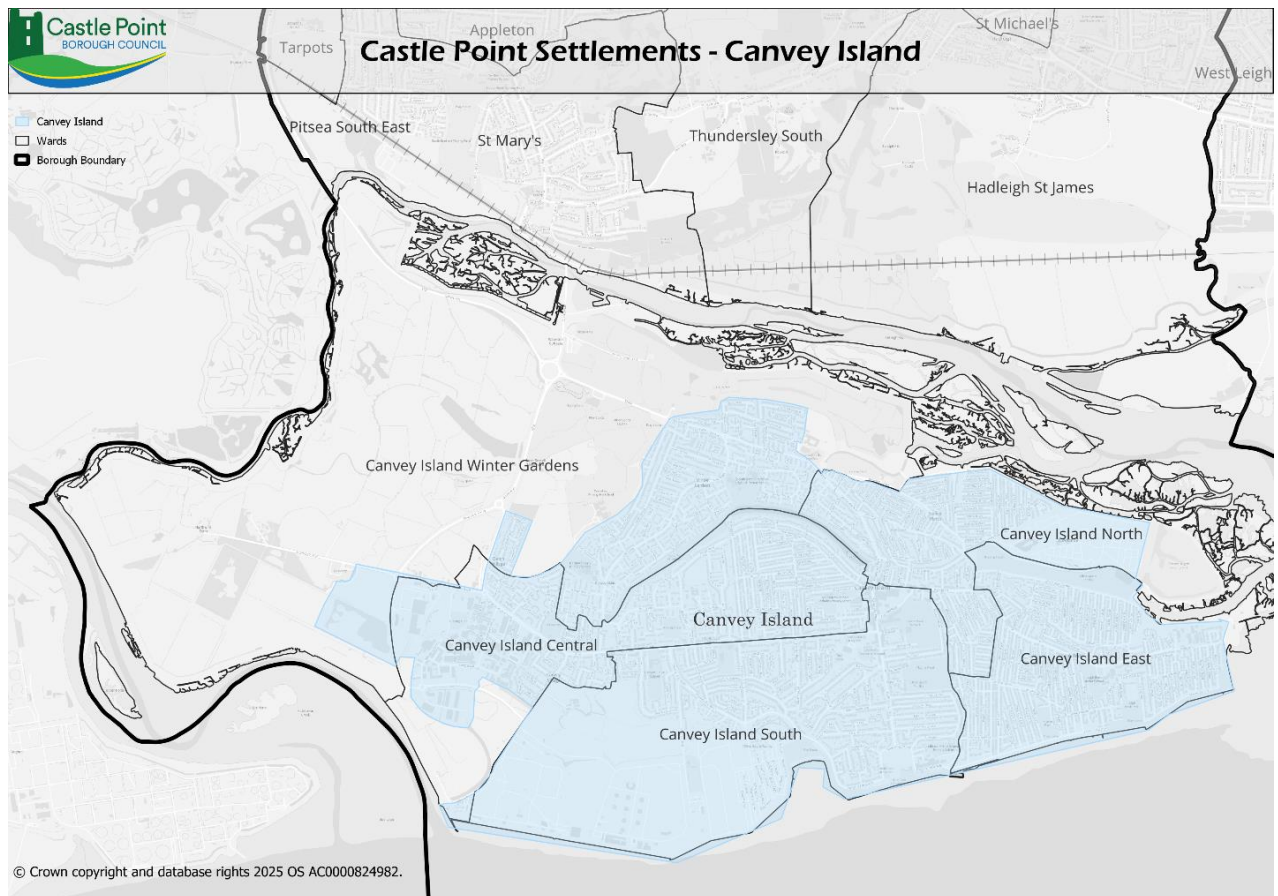 Castle Point
BOROUGH COUNCIL
Tarpots
Appleton
St Michael's
Castle Point Settlements - Canvey Island
West Leigh
Canvey Island
Wards
Borough Boundary
Pitsea South East
St Mary's
Thundersley South
Hadleigh St James
Canvey Island Winter Gardens
Canvey Island North
Canvey Island
Canvey Island Central
Canvey Island East
Canvey Island South
© Crown copyright and database rights 2025 OS AC0000824982.